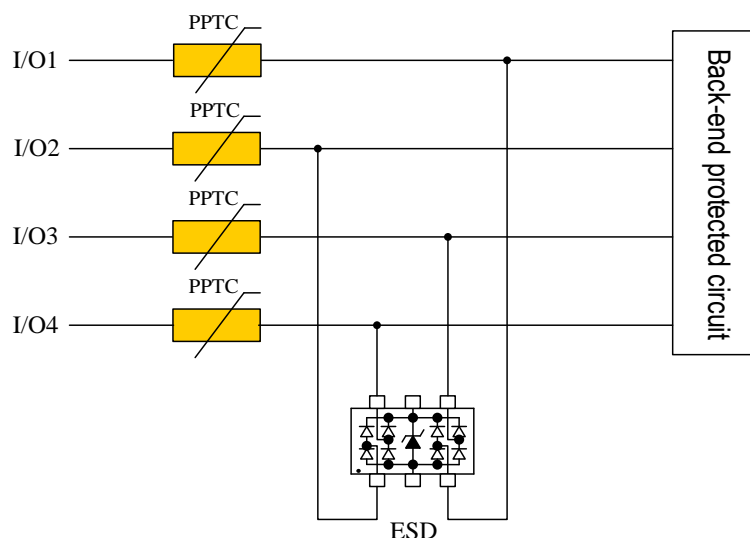 PPTC
I/O1
PPTC
I/O2
PPTC
I/O3
PPTC
I/O4
Back-end protected circuit
ESD